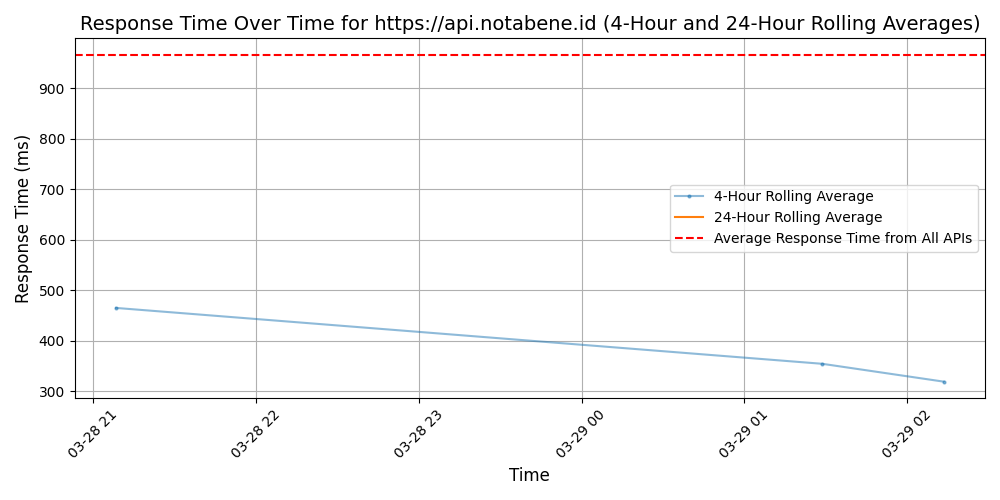 Response Time Over Time for https://api.notabene.id (4-Hour and 24-Hour Rolling Averages)
Response Time (ms)
900
800
700
600
500
400
300
4-Hour Rolling Average
24-Hour Rolling Average
Average Response Time from All APIs
03-28 21
03-28 22
03-28 23
03-29 00
03-29 01
03-29 02
Time